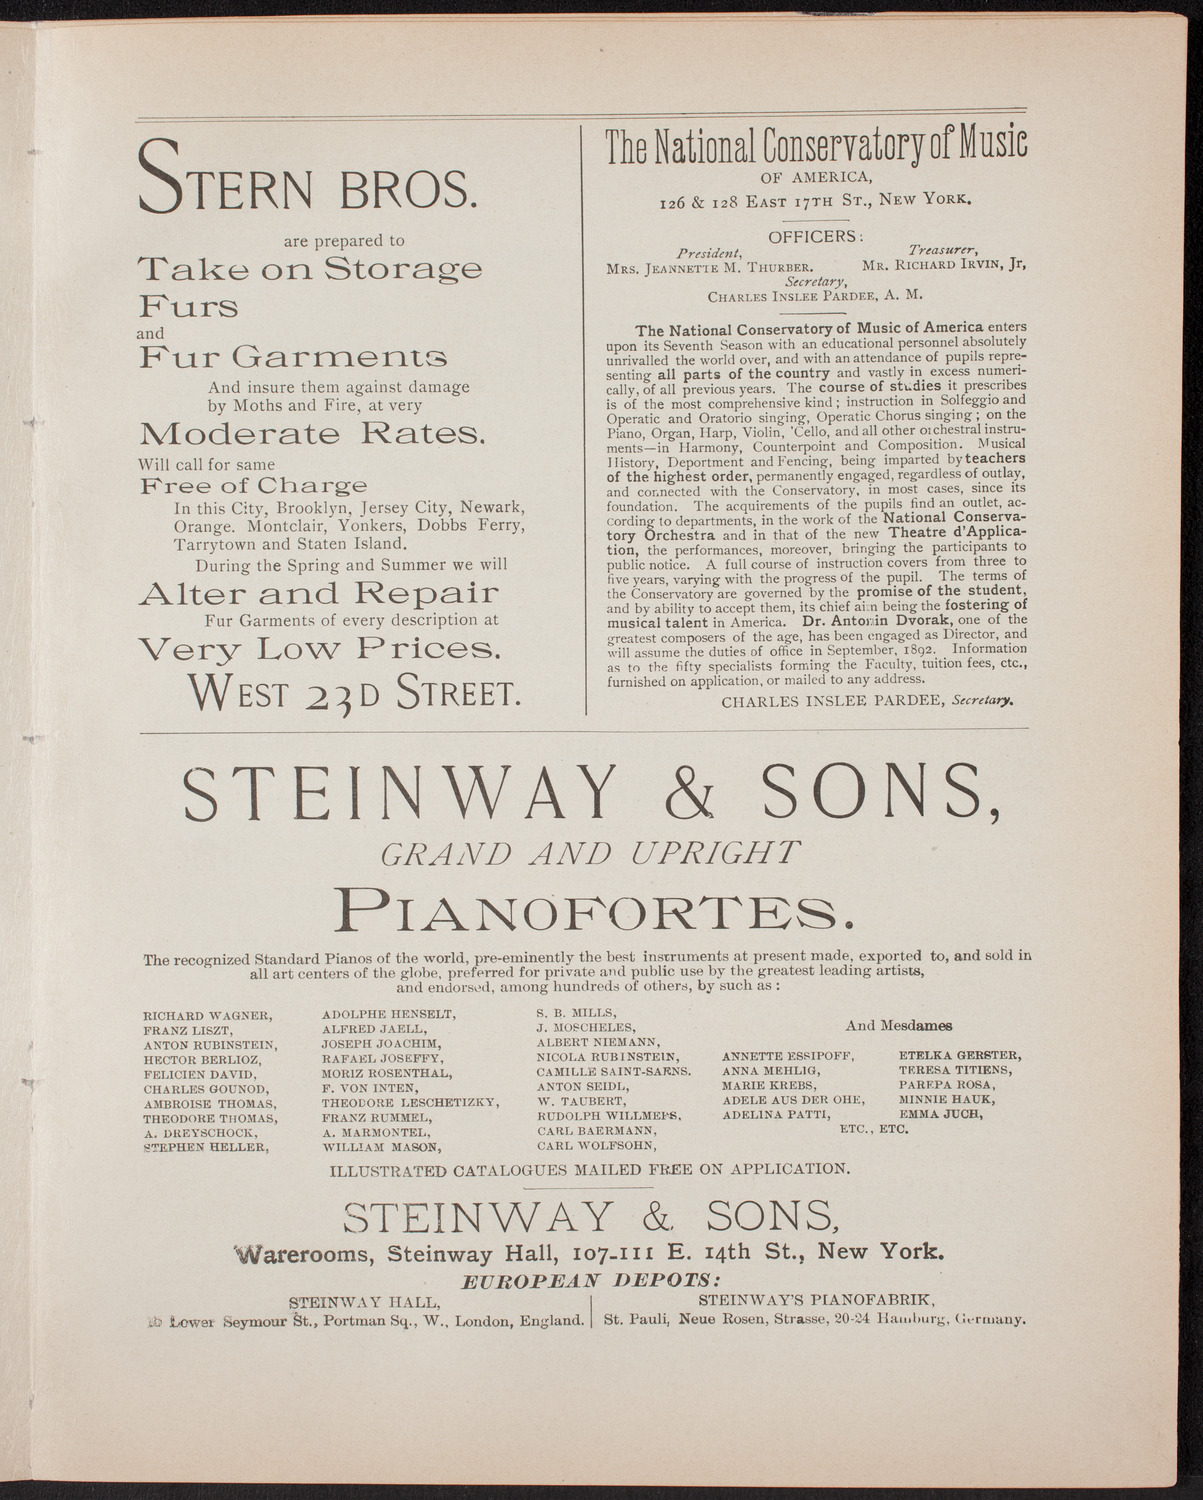 STERN BROS.
are prepared to
Take on Storage
Furs
and
Fur Garments
And insure them against damage
by Moths and Fire, at very
Moderate Rates.
Will call for same
Free of Charge
In this City, Brooklyn, Jersey City, Newark,
Orange. Montclair, Yonkers, Dobbs Ferry,
Tarrytown and Staten Island.
During the Spring and Summer we will
Alter and Repair
Fur Garments of every description at
Very Low Prices.
WEST 23D STREET.
The National Conservatory of Music
OF AMERICA,
126 & 128 EAST 17TH ST., NEW YORK.
OFFICERS:
President, Treasurer,
MRS. JEANNETTE M. THURBER. MR. RICHARD IRVIN, Jr,
Secretary,
CHARLES INSLEE PARDEE, A. M.
The National Conservatory of Music of America enters
upon its Seventh Season with an educational personnel absolutely
unrivalled the world over, and with an attendance of pupils repre-
senting all parts of the country and vastly in excess numeri-
cally, of all previous years. The course of studies it prescribes
is of the most comprehensive kind; instruction in Solfeggio and
Operatic and Oratorio singing, Operatic Chorus singing; on the
Piano, Organ, Harp, Violin, 'Cello, and all other orchestral instru-
ments—in Harmony, Counterpoint and Composition. Musical
History, Deportment and Fencing, being imparted by teachers
of the highest order, permanently engaged, regardless of outlay,
and connected with the Conservatory, in most cases, since its
foundation. The acquirements of the pupils find an outlet, ac-
cording to departments, in the work of the National Conserva-
tory Orchestra and in that of the new Theatre d'Applica-
tion, the performances, moreover, bringing the participants to
public notice. A full course of instruction covers from three to
five years, varying with the progress of the pupil. The terms of
the Conservatory are governed by the promise of the student,
and by ability to accept them, its chief aim being the fostering of
musical talent in America. Dr. Antonin Dvorak, one of the
greatest composers of the age, has been engaged as Director, and
will assume the duties of office in September, 1892. Information
as to the fifty specialists forming the Faculty, tuition fees, etc.,
furnished on application, or mailed to any address.
CHARLES INSLEE PARDEE, Secretary.
STEINWAY & SONS,
GRAND AND UPRIGHT
PIANOFORTES.
The recognized Standard Pianos of the world, pre-eminently the best instruments at present made, exported to, and sold in
all art centers of the globe, preferred for private and public use by the greatest leading artists,
and endorsed, among hundreds of others, by such as:
RICHARD WAGNER,
FRANZ LISZT,
ANTON RUBINSTEIN,
HECTOR BERLIOZ,
FELICIEN DAVID,
CHARLES GOUNOD,
AMBROISE THOMAS,
THEODORE THOMAS,
A. DREYSCHOCK,
STEPHEN HELLER,
ADOLPHE HENSELT,
ALFRED JAELL,
JOSEPH JOACHIM,
RAFAEL JOSEFFY,
MORIZ ROSENTHAL,
F. VON INTEN,
THEODORE LESCHETIZKY,
FRANZ RUMMEL,
A. MARMONTEL,
WILLIAM MASON,
S. B. MILLS,
J. MOSCHELES,
ALBERT NIEMANN,
NICOLA RUBINSTEIN,
CAMILLE SAINT-SAENS.
ANTON SEIDL,
W. TAUBERT,
RUDOLPH WILLMERS,
CARL BAERMANN,
CARL WOLFSOHN,
And Mesdames
ANNETTE ESSIPOFF,
ANNA MEHLIG,
MARIE KREBS,
ADELE AUS DER OHE,
ADELINA PATTI,
ETELKA GERSTER,
TERESA TITIENS,
PAREPA ROSA,
MINNIE HAUK,
EMMA JUCH,
ETC., ETC.
ILLUSTRATED CATALOGUES MAILED FREE ON APPLICATION.
STEINWAY & SONS,
Warerooms, Steinway Hall, 107-111 E. 14th St., New York.
EUROPEAN DEPOTS:
STEINWAY HALL,
Lower Seymour St., Portman Sq., W., London, England.
STEINWAY'S PIANOFABRIK,
St. Pauli, Neue Rosen, Strasse, 20-24 Hamburg, Germany.